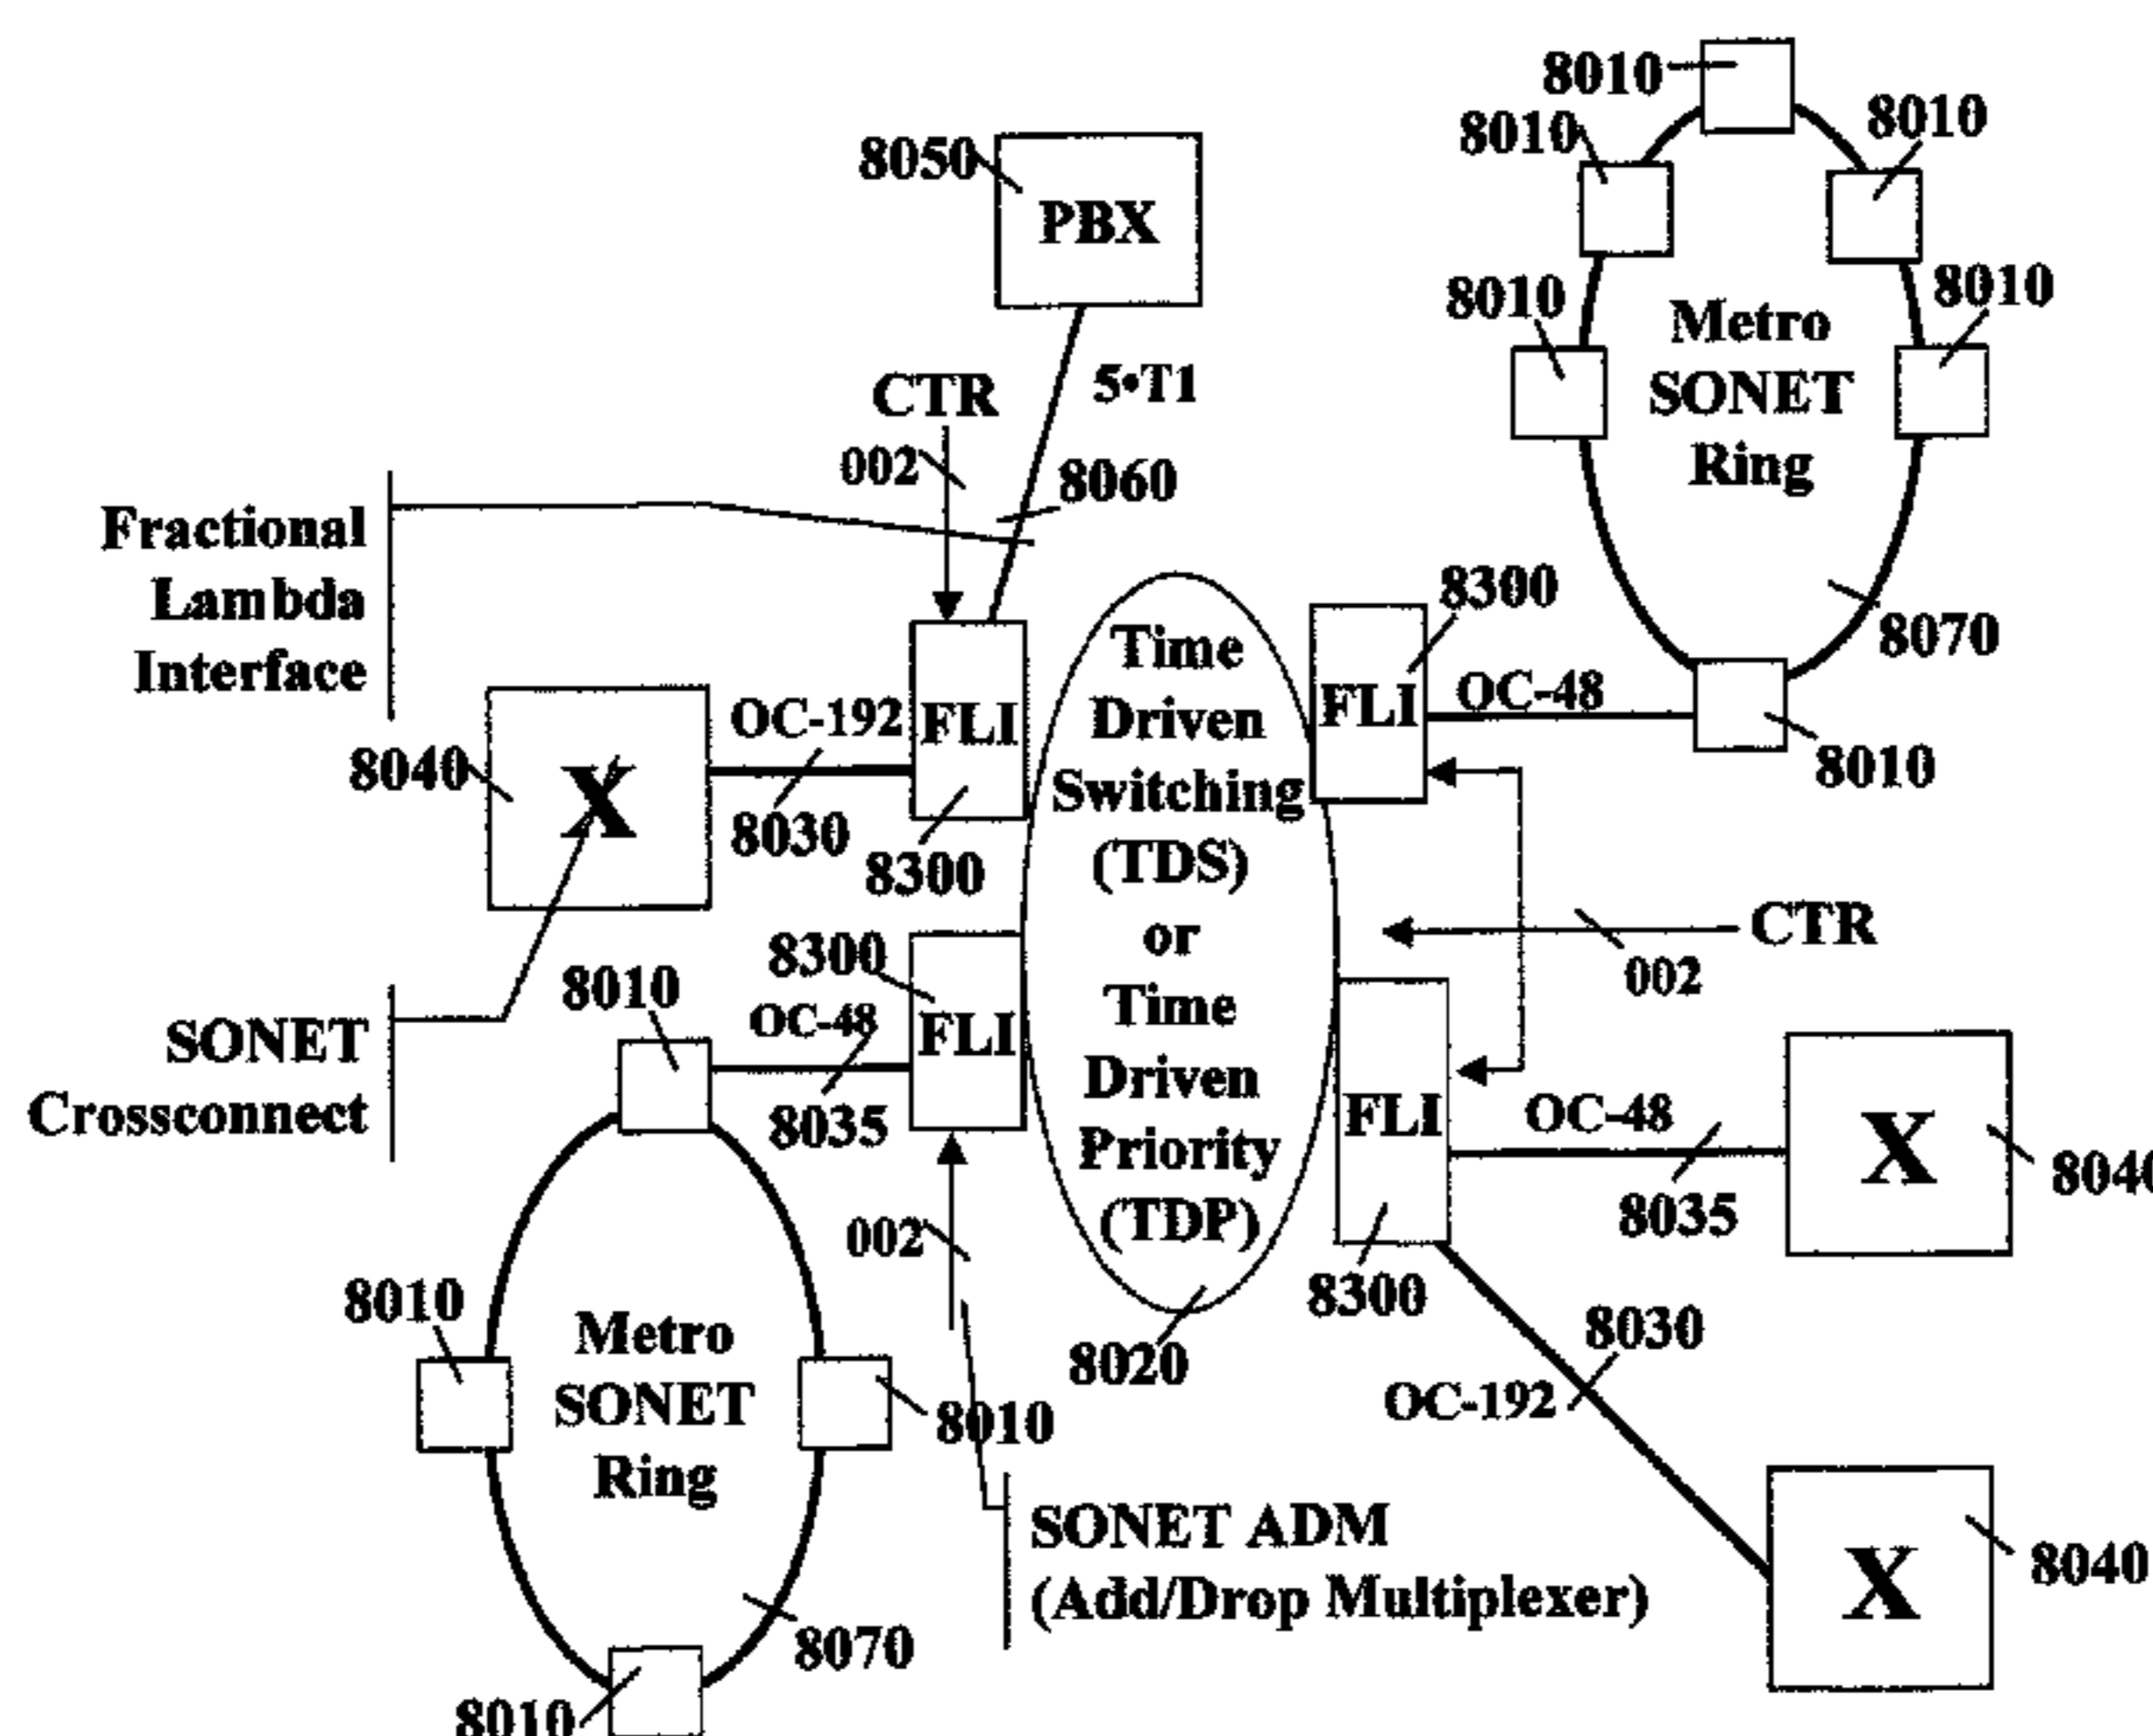 8010
8010
8010
8050
PBX
8010
8010
Metro
SONET
Ring
CTR
5•T1
002
8060
Fractional
Lambda
Interface
8300
8070
Time
Driven
Switching
(TDS)
or
Time
Driven
Priority
(TDP)
FLI
OC-48
OC-192
FLI
8040
X
8030
8300
8010
CTR
002
8300
8010
OC-48
FLI
SONET
Crossconnect
8035
FLI
OC-48
X
8040
8035
002
8300
8010
Metro
SONET
Ring
8020
8030
OC-192
8010
SONET ADM
(Add/Drop Multiplexer)
X
8040
8070
8010